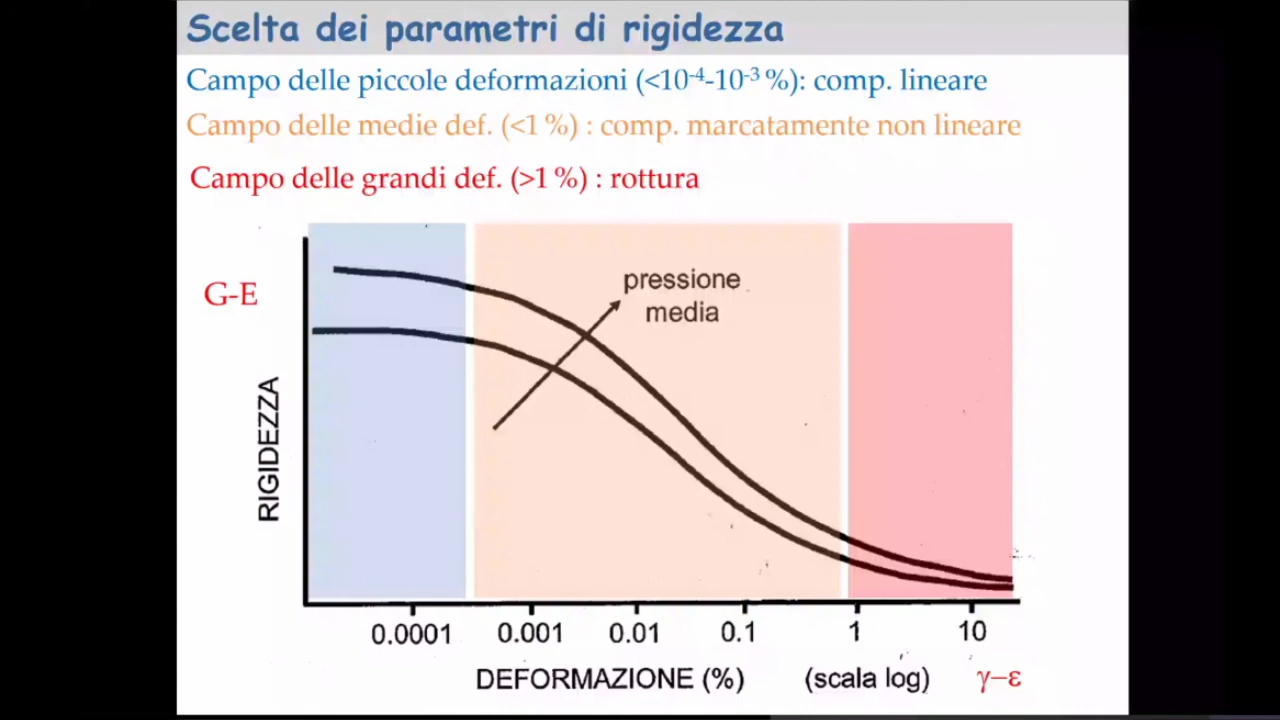 Scelta dei parametri di rigidezza
Campo delle piccole deformazioni (<10⁻⁴-10⁻³ %): comp. lineare
Campo delle medie def. (<1 %) : comp. marcatamente non lineare
Campo delle grandi def. (>1 %) : rottura
pressione
media
G-E
RIGIDEZZA
0.0001 0.001 0.01 0.1 1 10
DEFORMAZIONE (%) (scala log) γ–ε